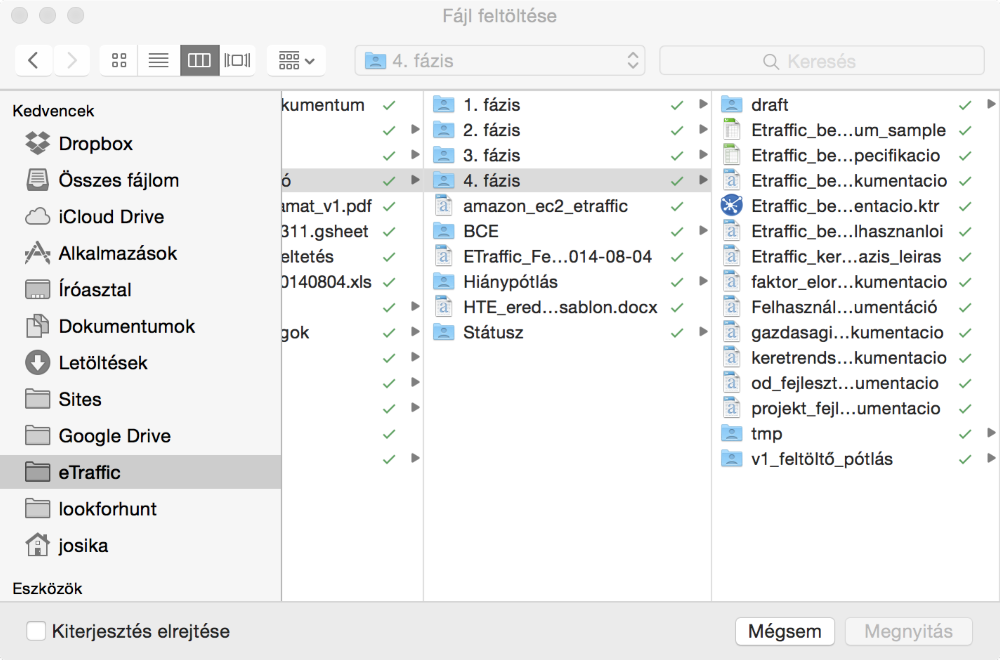 Fájl feltöltése
4. fázis
Keresés
Kedvencek
Dropbox
Összes fájlom
iCloud Drive
Alkalmazások
Íróasztal
Dokumentumok
Letöltések
Sites
Google Drive
eTraffic
lookforhunt
josika
Eszközök
kumentum
ó
amat_v1.pdf
311.gsheet
eltetés
0140804.xls
gok
1. fázis
2. fázis
3. fázis
4. fázis
amazon_ec2_etraffic
BCE
ETraffic_Fe...014-08-04
Hiánypótlás
HTE_ered...sablon.docx
Státusz
draft
Etraffic_be...um_sample
Etraffic_be...pecifikacio
Etraffic_be...kumentacio
Etraffic_be...entacio.ktr
Etraffic_be...lhasznanloi
Etraffic_ker...azis_leiras
faktor_elor...kumentacio
Felhasznál...umentáció
gazdasagi...kumentacio
keretrends...kumentacio
od_fejleszt...umentacio
projekt_fejl...umentacio
tmp
v1_feltöltő_pótlás
Kiterjesztés elrejtése
Mégsem
Megnyitás